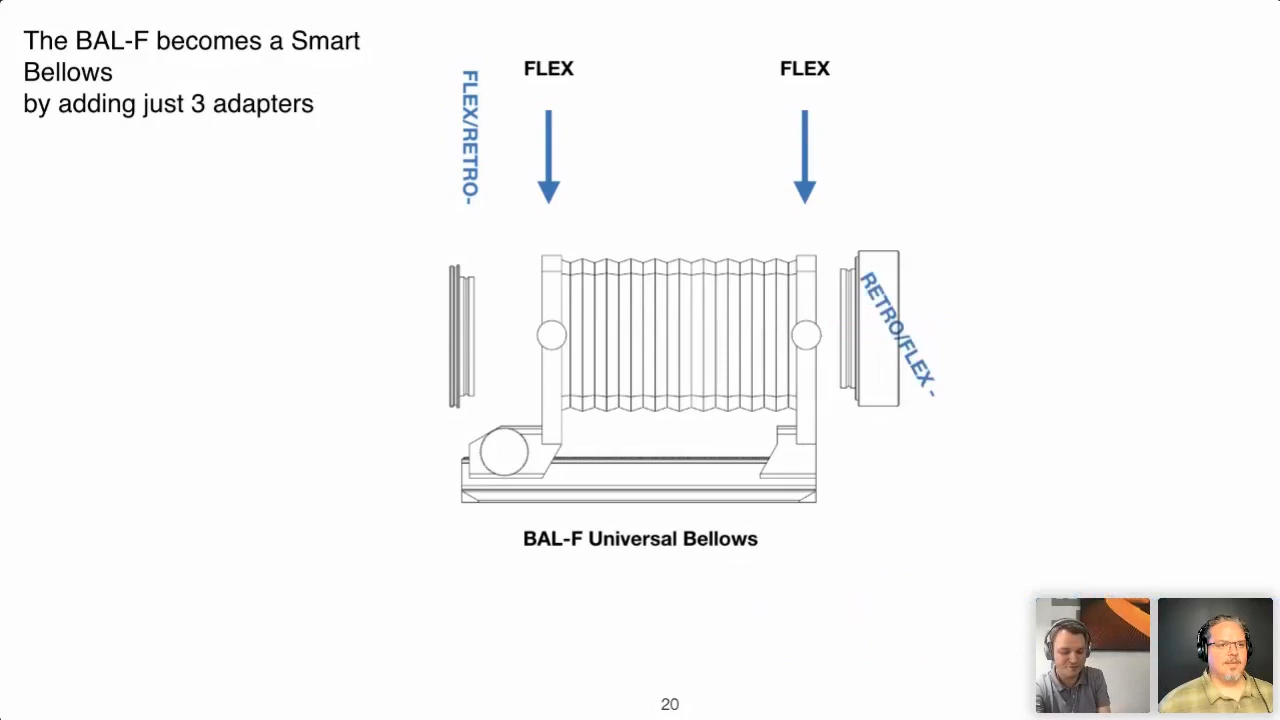 The BAL-F becomes a Smart
Bellows
by adding just 3 adapters
FLEX/RETRO-
FLEX
FLEX
RETRO/FLEX -
BAL-F Universal Bellows
20